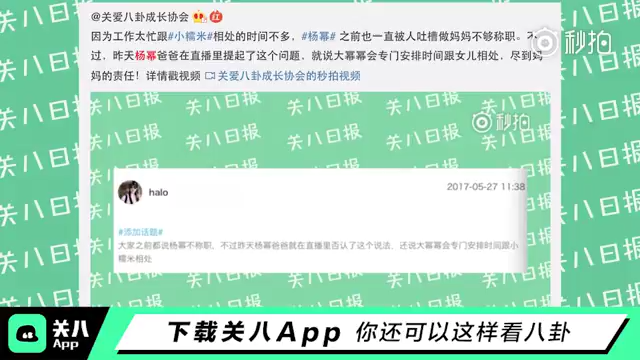 @关爱八卦成长协会
因为工作太忙跟#小糯米#相处的时间不多，#杨幂# 之前也一直被人吐槽做妈妈不够称职。不
过，昨天杨幂爸爸在直播里提起了这个问题，就说大幂幂会专门安排时间跟女儿相处，尽到妈
妈的责任！详情戳视频 关爱八卦成长协会的秒拍视频
秒拍
关八日报
秒拍
halo
2017-05-27 11:38
#添加话题#
大家之前都说杨幂不称职，不过昨天杨幂爸爸就在直播里否认了这个说法，还说大幂幂会专门安排时间跟小
糯米相处
关八
App
下载关八App 你还可以这样看八卦